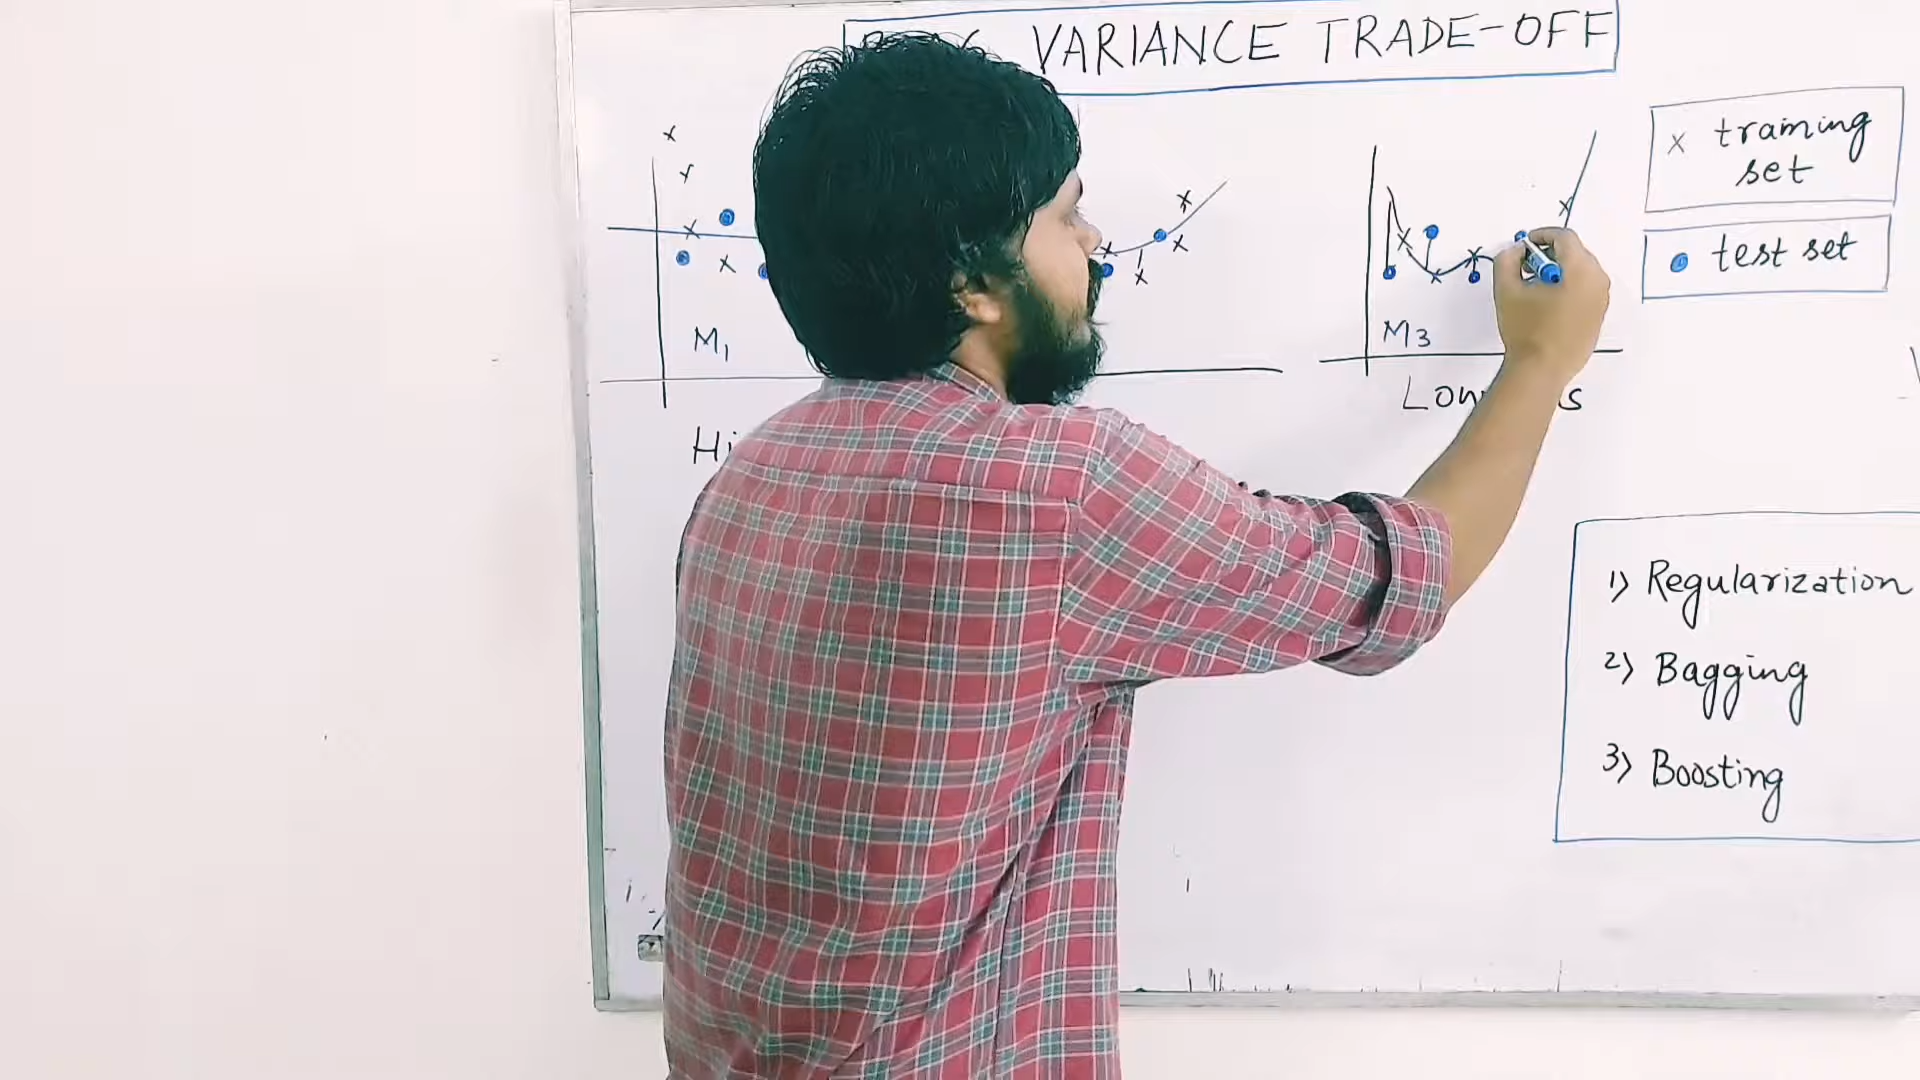 VARIANCE TRADE-OFF
x training
set
test set
M1
M3
1) Regularization
2) Bagging
3) Boosting